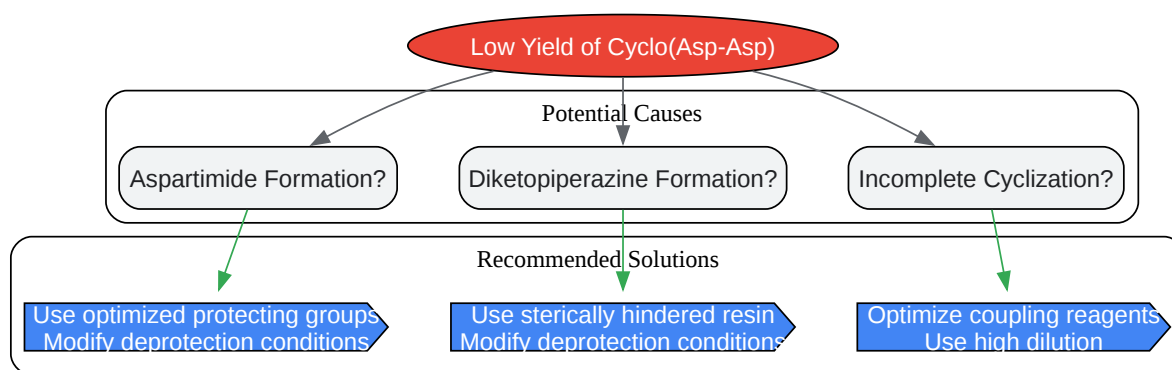 Low Yield of Cyclo(Asp-Asp)
Potential Causes
Aspartimide Formation?
Diketopiperazine Formation?
Incomplete Cyclization?
Recommended Solutions
Use optimized protecting groups
Modify deprotection conditions
Use sterically hindered resin
Modify deprotection conditions
Optimize coupling reagents
Use high dilution